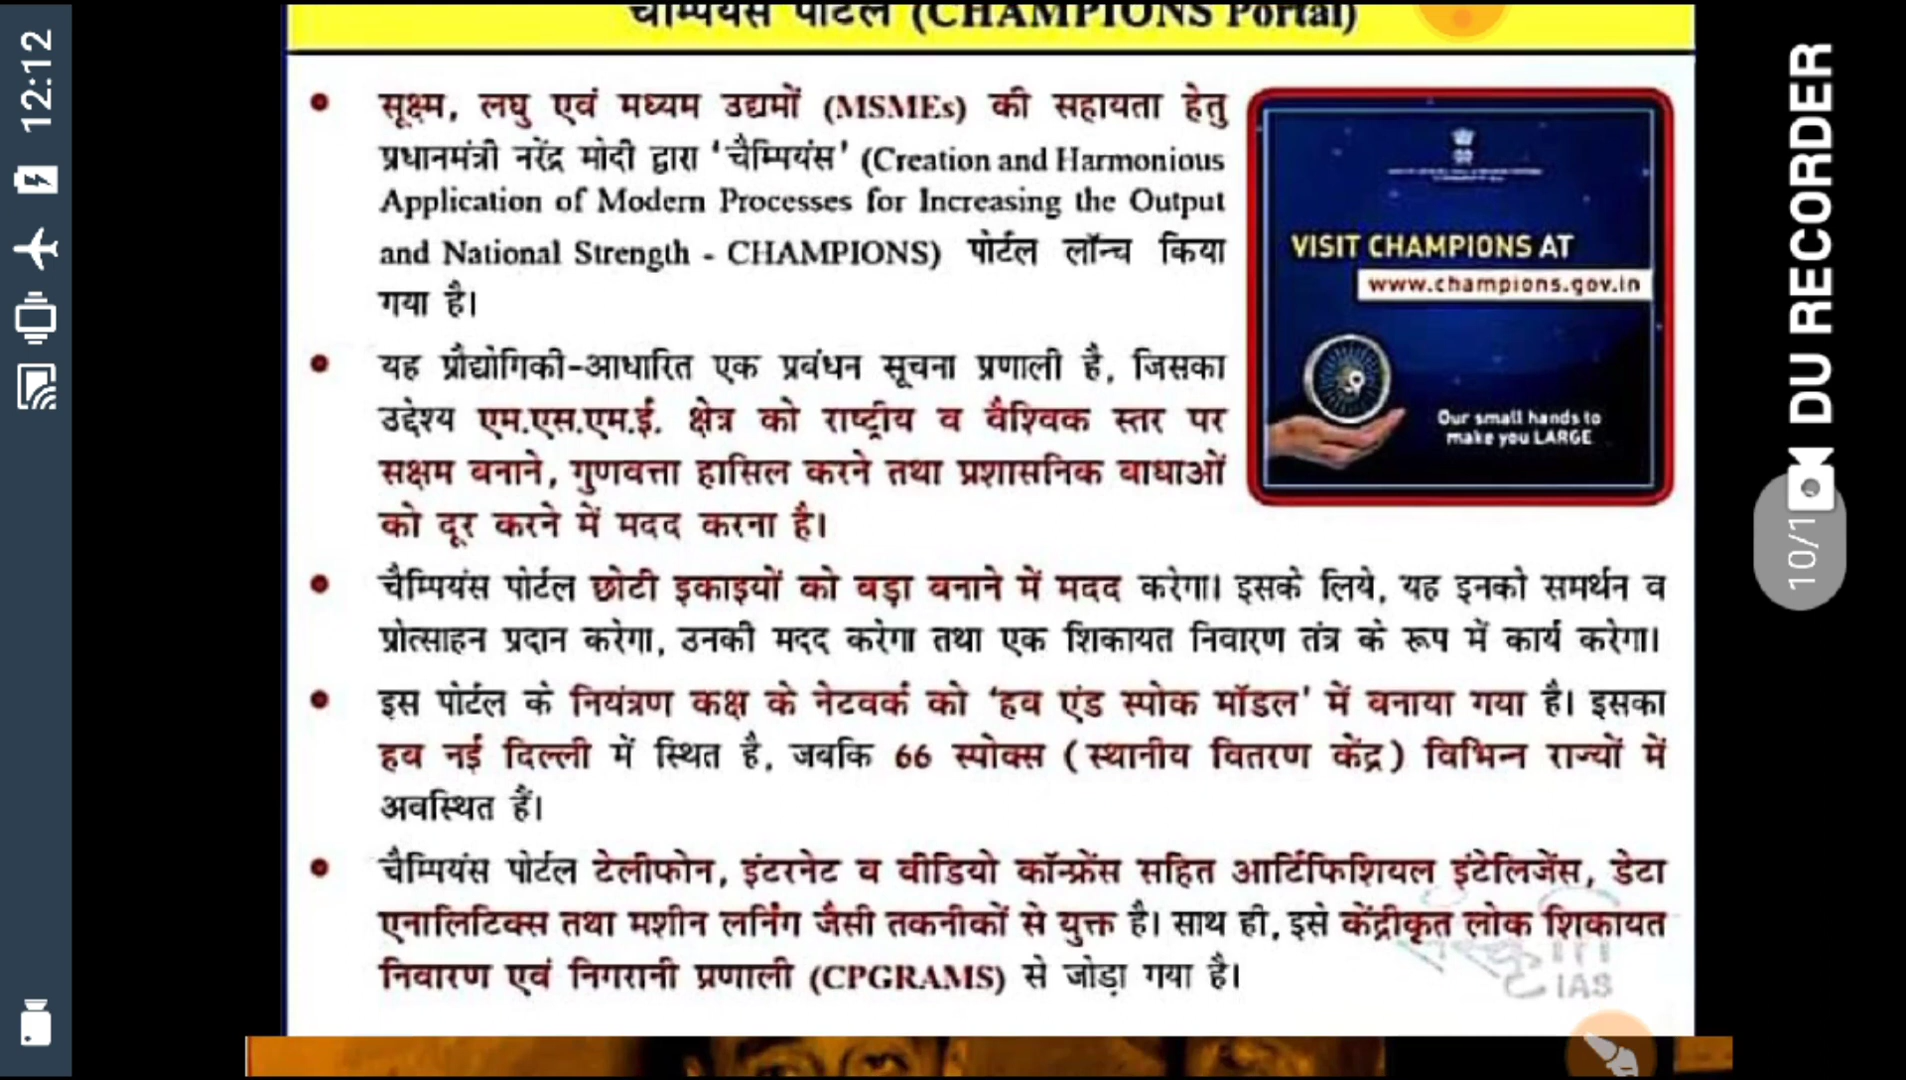 चैम्पियंस पोर्टल (CHAMPIONS Portal)
सूक्ष्म, लघु एवं मध्यम उद्यमों (MSMEs) की सहायता हेतु
प्रधानमंत्री नरेंद्र मोदी द्वारा 'चैम्पियंस' (Creation and Harmonious
Application of Modern Processes for Increasing the Output
and National Strength - CHAMPIONS) पोर्टल लॉन्च किया
गया है।
VISIT CHAMPIONS AT
www.champions.gov.in
Our small hands to
make you LARGE
यह प्रौद्योगिकी-आधारित एक प्रबंधन सूचना प्रणाली है, जिसका
उद्देश्य एम.एस.एम.ई. क्षेत्र को राष्ट्रीय व वैश्विक स्तर पर
सक्षम बनाने, गुणवत्ता हासिल करने तथा प्रशासनिक बाधाओं
को दूर करने में मदद करना है।
चैम्पियंस पोर्टल छोटी इकाइयों को बड़ा बनाने में मदद करेगा। इसके लिये, यह इनको समर्थन व
प्रोत्साहन प्रदान करेगा, उनकी मदद करेगा तथा एक शिकायत निवारण तंत्र के रूप में कार्य करेगा।
इस पोर्टल के नियंत्रण कक्ष के नेटवर्क को 'हब एंड स्पोक मॉडल' में बनाया गया है। इसका
हब नई दिल्ली में स्थित है, जबकि 66 स्पोक्स (स्थानीय वितरण केंद्र) विभिन्न राज्यों में
अवस्थित हैं।
चैम्पियंस पोर्टल टेलीफोन, इंटरनेट व वीडियो कॉन्फ्रेंस सहित आर्टिफिशियल इंटेलिजेंस, डेटा
एनालिटिक्स तथा मशीन लर्निंग जैसी तकनीकों से युक्त है। साथ ही, इसे केंद्रीकृत लोक शिकायत
निवारण एवं निगरानी प्रणाली (CPGRAMS) से जोड़ा गया है।
संस्कृति
IAS
12:12
DU RECORDER
10/1